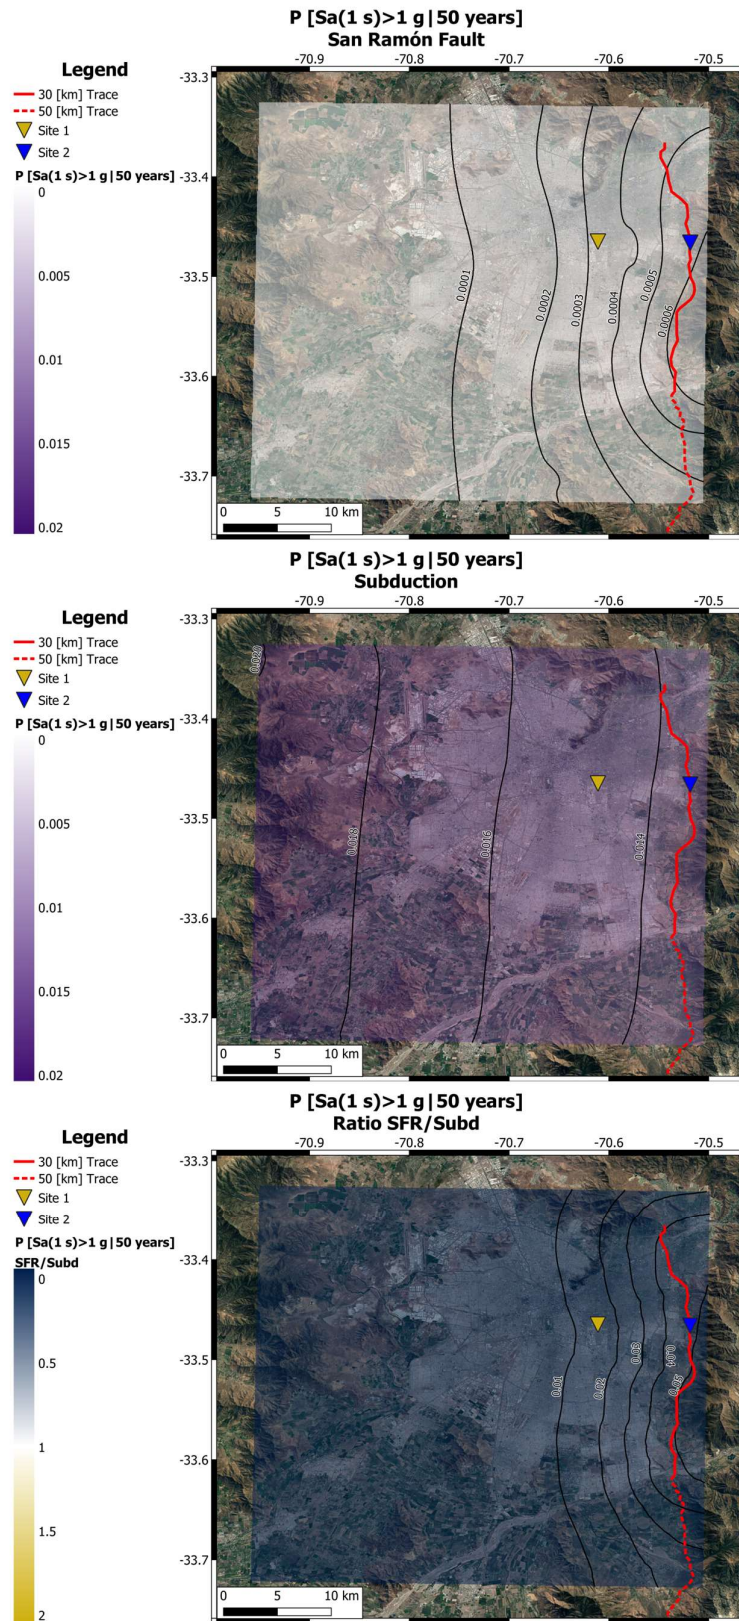 P [Sa(1 s)>1 g|50 years]
San Ramón Fault
Legend
30 [km] Trace
50 [km] Trace
Site 1
Site 2
P [Sa(1 s)>1 g|50 years]
0
0.005
0.01
0.015
0.02
-70.9 -70.8 -70.7 -70.6 -70.5
-33.3
-33.4
-33.5
-33.6
-33.7
0.0001
0.0002
0.0003
0.0004
0.0005
0.0006
0 5 10 km
P [Sa(1 s)>1 g|50 years]
Subduction
Legend
30 [km] Trace
50 [km] Trace
Site 1
Site 2
P [Sa(1 s)>1 g|50 years]
0
0.005
0.01
0.015
0.02
-70.9 -70.8 -70.7 -70.6 -70.5
-33.3
-33.4
-33.5
-33.6
-33.7
0.020
0.018
0.016
0.014
0 5 10 km
P [Sa(1 s)>1 g|50 years]
Ratio SFR/Subd
Legend
30 [km] Trace
50 [km] Trace
Site 1
Site 2
P [Sa(1 s)>1 g|50 years]
SFR/Subd
0
0.5
1
1.5
2
-70.9 -70.8 -70.7 -70.6 -70.5
-33.3
-33.4
-33.5
-33.6
-33.7
0.01
0.02
0.03
0.04
0.05
0 5 10 km